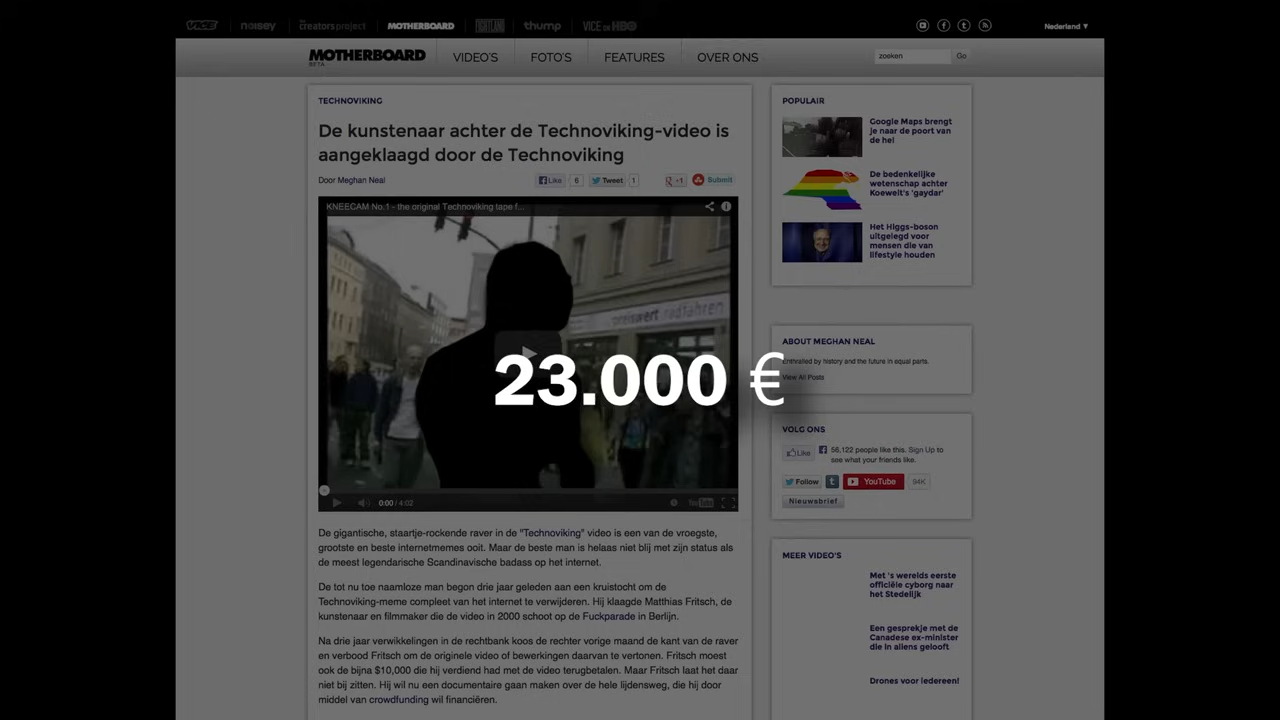 VICE noisey the creators project MOTHERBOARD FIGHTLAND thump VICE ON HBO Nederland ▼
MOTHERBOARD VIDEO'S FOTO'S FEATURES OVER ONS zoeken Go
BETA
TECHNOVIKING
De kunstenaar achter de Technoviking-video is
aangeklaagd door de Technoviking
Door Meghan Neal Like 6 Tweet 1 +1 Submit
KNEECAM No.1 - the original Technoviking tape f...
preiswert radfahren
23.000 €
0:00 / 4:02 YouTube
De gigantische, staartje-rockende raver in de "Technoviking" video is een van de vroegste,
grootste en beste internetmemes ooit. Maar de beste man is helaas niet blij met zijn status als
de meest legendarische Scandinavische badass op het internet.
De tot nu toe naamloze man begon drie jaar geleden aan een kruistocht om de
Technoviking-meme compleet van het internet te verwijderen. Hij klaagde Matthias Fritsch, de
kunstenaar en filmmaker die de video in 2000 schoot op de Fuckparade in Berlijn.
Na drie jaar verwikkelingen in de rechtbank koos de rechter vorige maand de kant van de raver
en verbood Fritsch om de originele video of bewerkingen daarvan te vertonen. Fritsch moest
ook de bijna $10,000 die hij verdiend had met de video terugbetalen. Maar Fritsch laat het daar
niet bij zitten. Hij wil nu een documentaire gaan maken over de hele lijdensweg, die hij door
middel van crowdfunding wil financiëren.
POPULAIR
Google Maps brengt
je naar de poort van
de hel
De bedenkelijke
wetenschap achter
Koeweit's 'gaydar'
Het Higgs-boson
uitgelegd voor
mensen die van
lifestyle houden
ABOUT MEGHAN NEAL
Enthralled by history and the future in equal parts.
View All Posts
VOLG ONS
Like 56,122 people like this. Sign Up to
see what your friends like.
Follow t YouTube 94K
Nieuwsbrief
MEER VIDEO'S
Met 's werelds eerste
officiële cyborg naar
het Stedelijk
Een gesprekje met de
Canadese ex-minister
die in aliens gelooft
Drones voor iedereen!